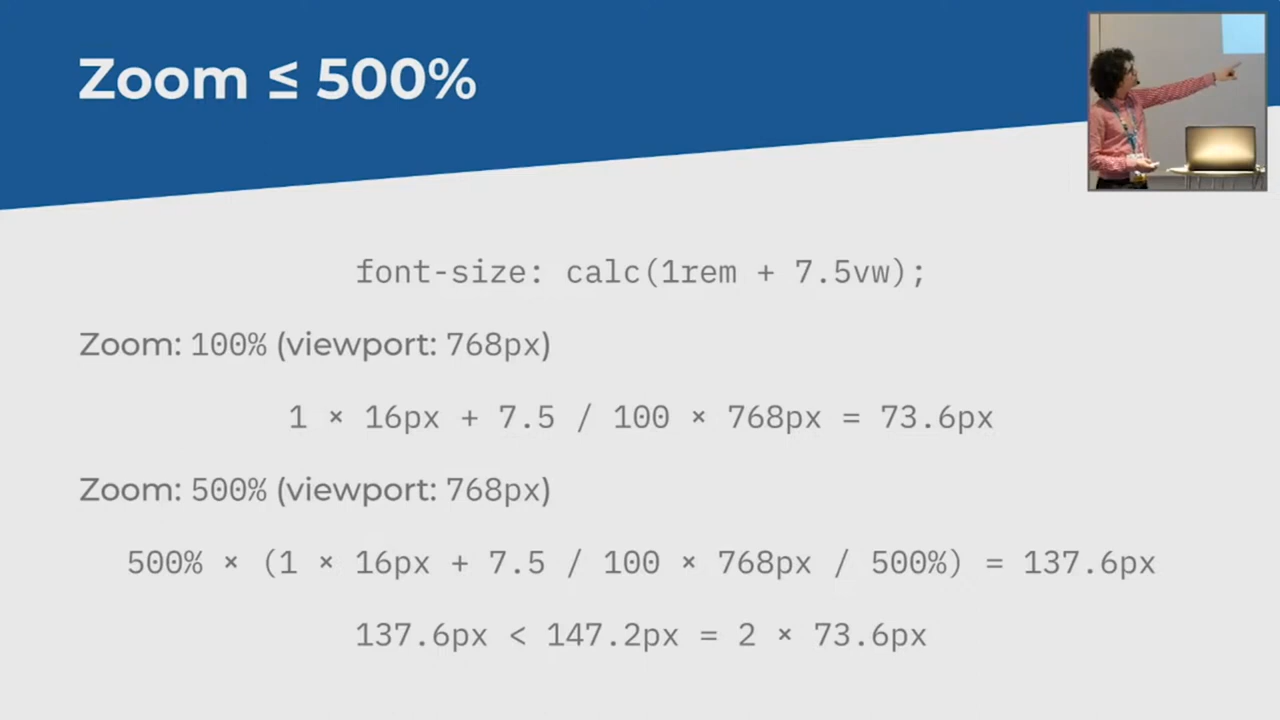 Zoom ≤ 500%
font-size: calc(1rem + 7.5vw);
Zoom: 100% (viewport: 768px)
1 × 16px + 7.5 / 100 × 768px = 73.6px
Zoom: 500% (viewport: 768px)
500% × (1 × 16px + 7.5 / 100 × 768px / 500%) = 137.6px
137.6px < 147.2px = 2 × 73.6px